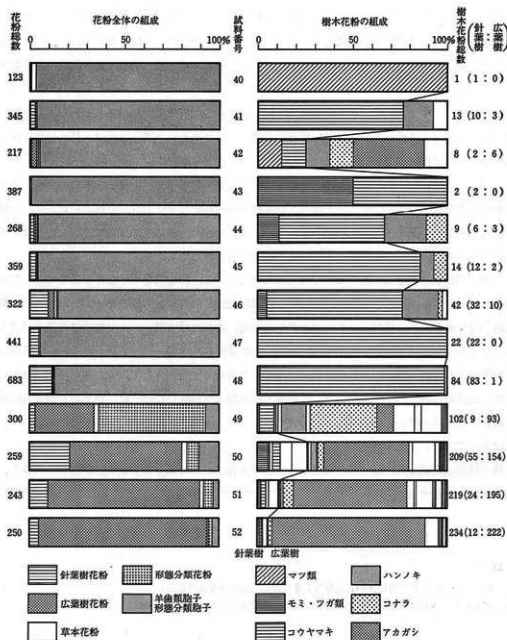 花粉総数
花粉全体の組成
試料番号
樹木花粉の組成
樹木花粉総数
(針葉樹:広葉樹)
0 50 100%
0 50 100%
123 40 1 (1:0)
345 41 13 (10:3)
217 42 8 (2:6)
387 43 2 (2:0)
268 44 9 (6:3)
359 45 14 (12:2)
322 46 42 (32:10)
441 47 22 (22:0)
683 48 84 (83:1)
300 49 102(9:93)
259 50 209(55:154)
243 51 219(24:195)
250 52 234(12:222)
針葉樹 広葉樹
針葉樹花粉
形態分類花粉
マツ類
ハンノキ
広葉樹花粉
羊歯類胞子
形態分類胞子
モミ・ツガ類
コナラ
草本花粉
コウヤマキ
アカガシ